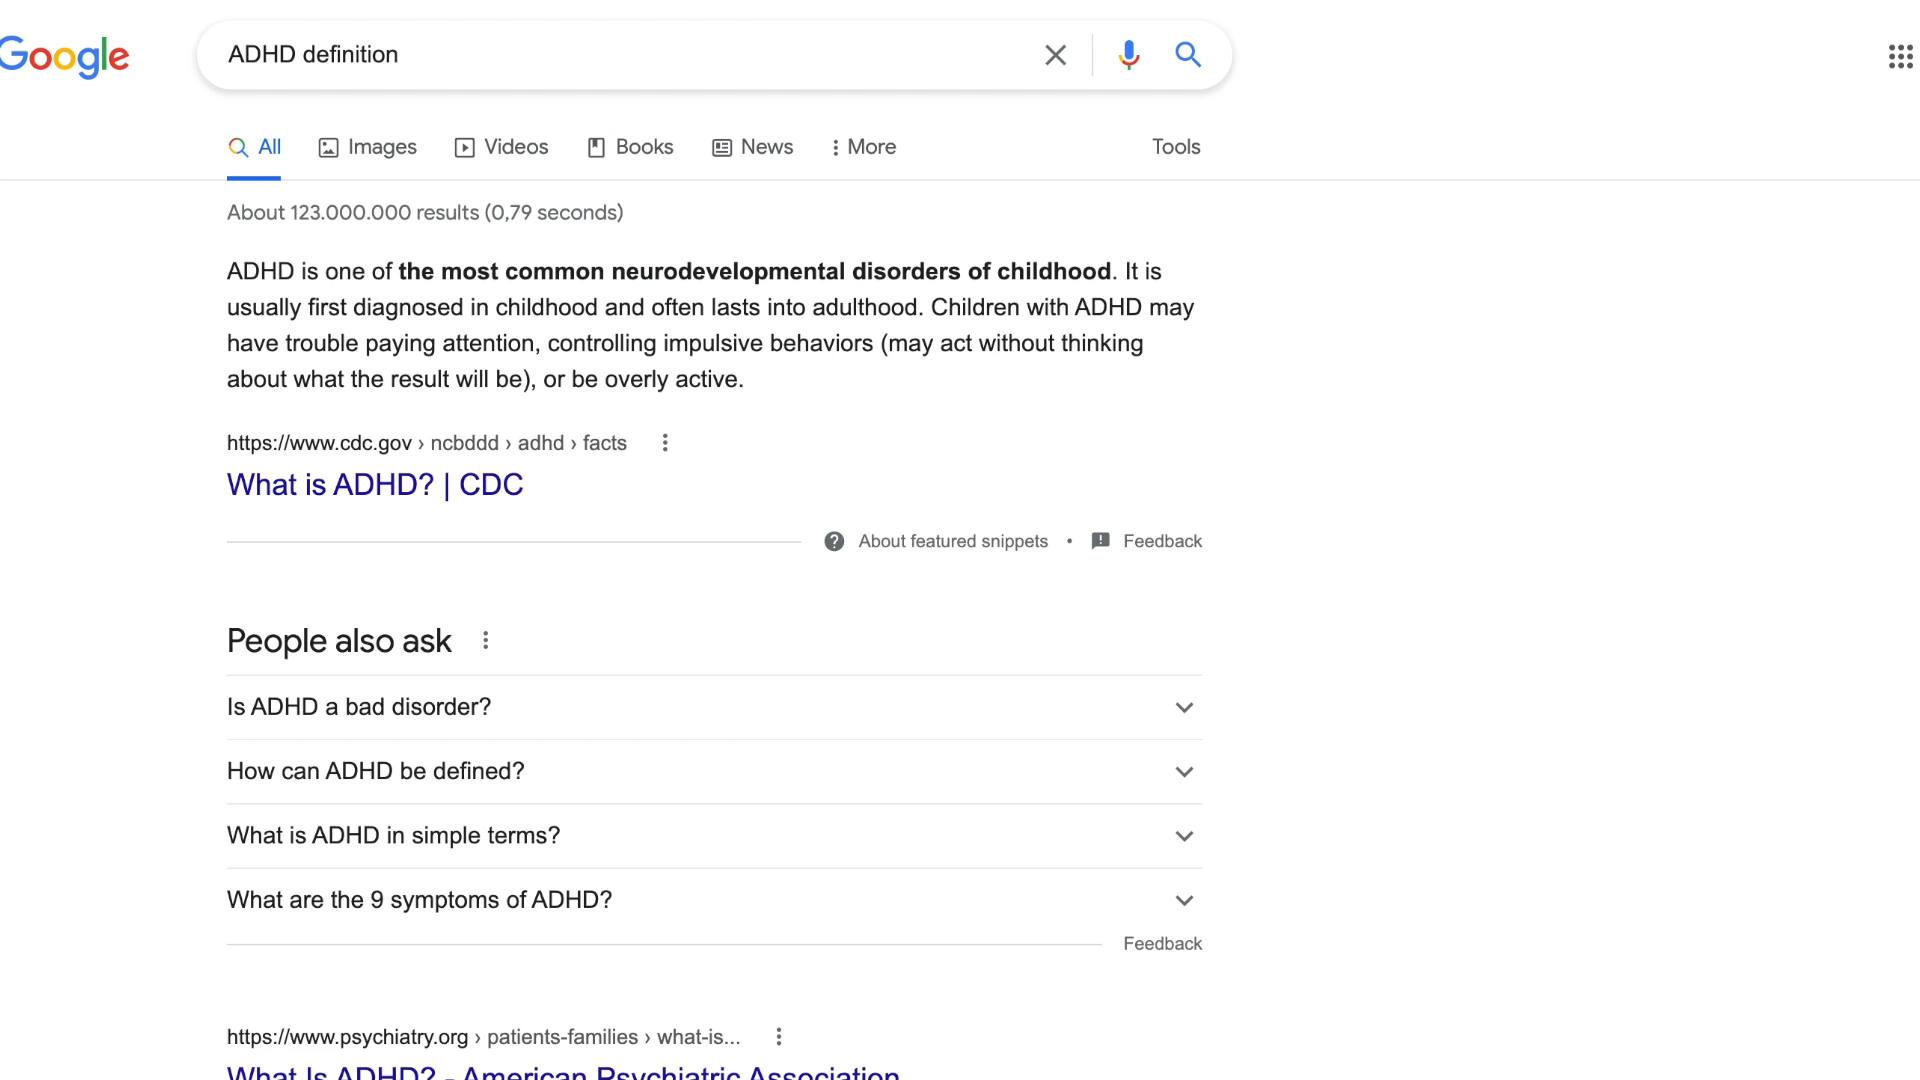 Google
ADHD definition
All Images Videos Books News More Tools
About 123.000.000 results (0,79 seconds)
ADHD is one of the most common neurodevelopmental disorders of childhood. It is
usually first diagnosed in childhood and often lasts into adulthood. Children with ADHD may
have trouble paying attention, controlling impulsive behaviors (may act without thinking
about what the result will be), or be overly active.
https://www.cdc.gov › ncbddd › adhd › facts
What is ADHD? | CDC
About featured snippets • Feedback
People also ask
Is ADHD a bad disorder?
How can ADHD be defined?
What is ADHD in simple terms?
What are the 9 symptoms of ADHD?
Feedback
https://www.psychiatry.org › patients-families › what-is...
What Is ADHD? - American Psychiatric Association